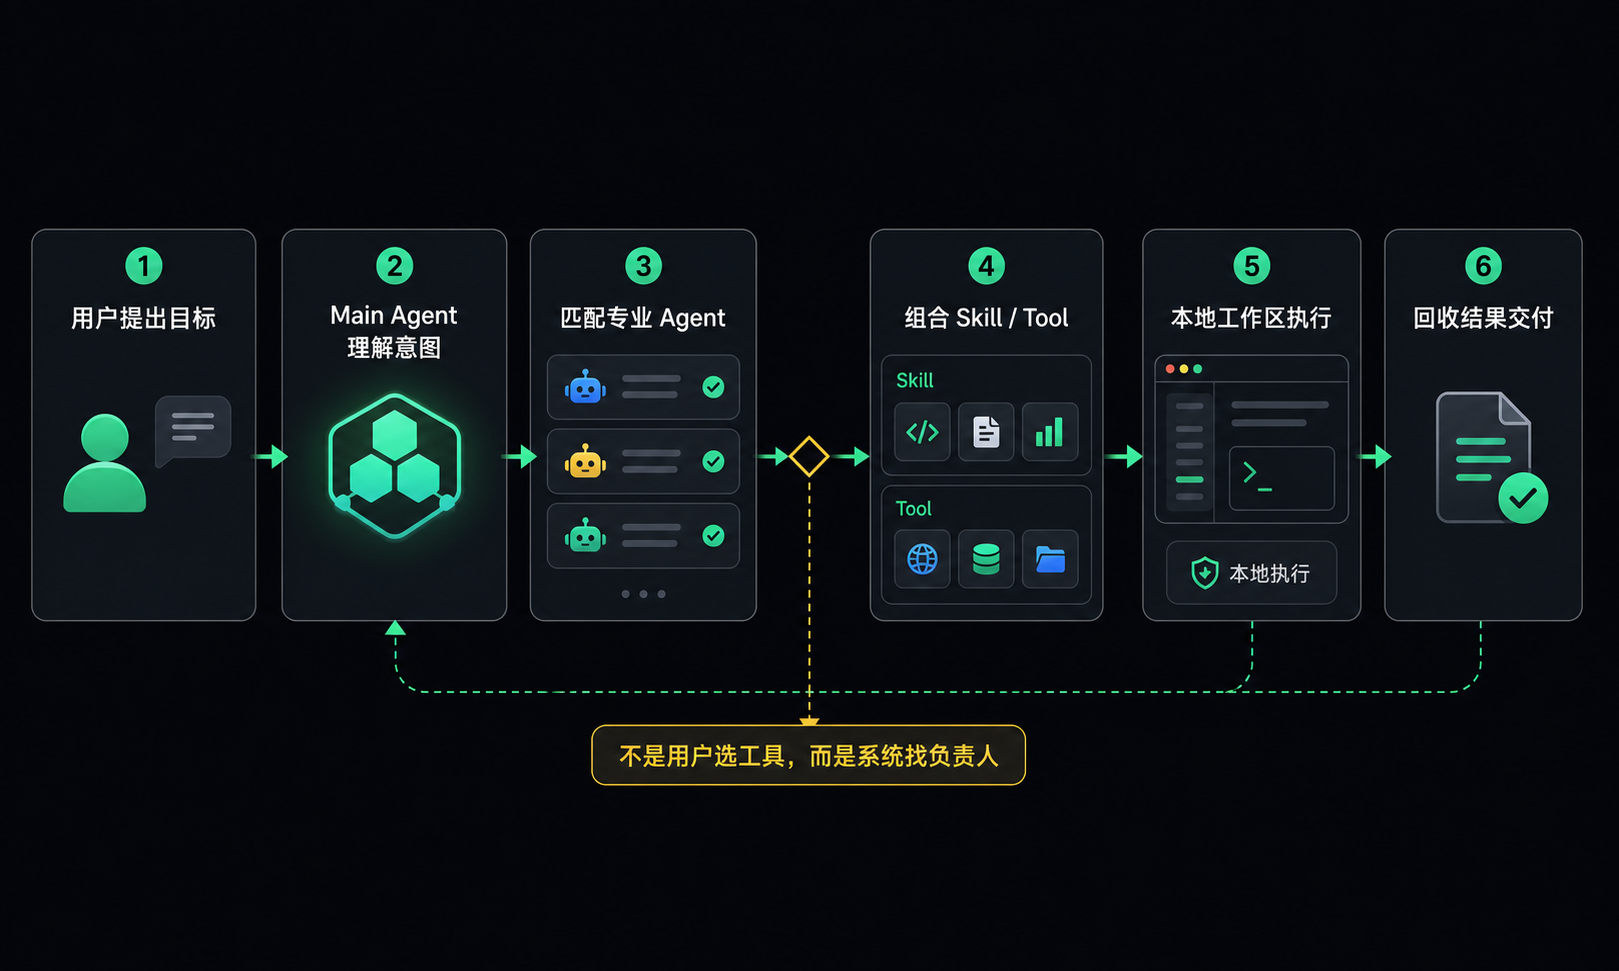 1
用户提出目标
2
Main Agent
理解意图
3
匹配专业 Agent
4
组合 Skill / Tool
Skill
</>
Tool
5
本地工作区执行
>_
本地执行
6
回收结果交付
不是用户选工具，而是系统找负责人